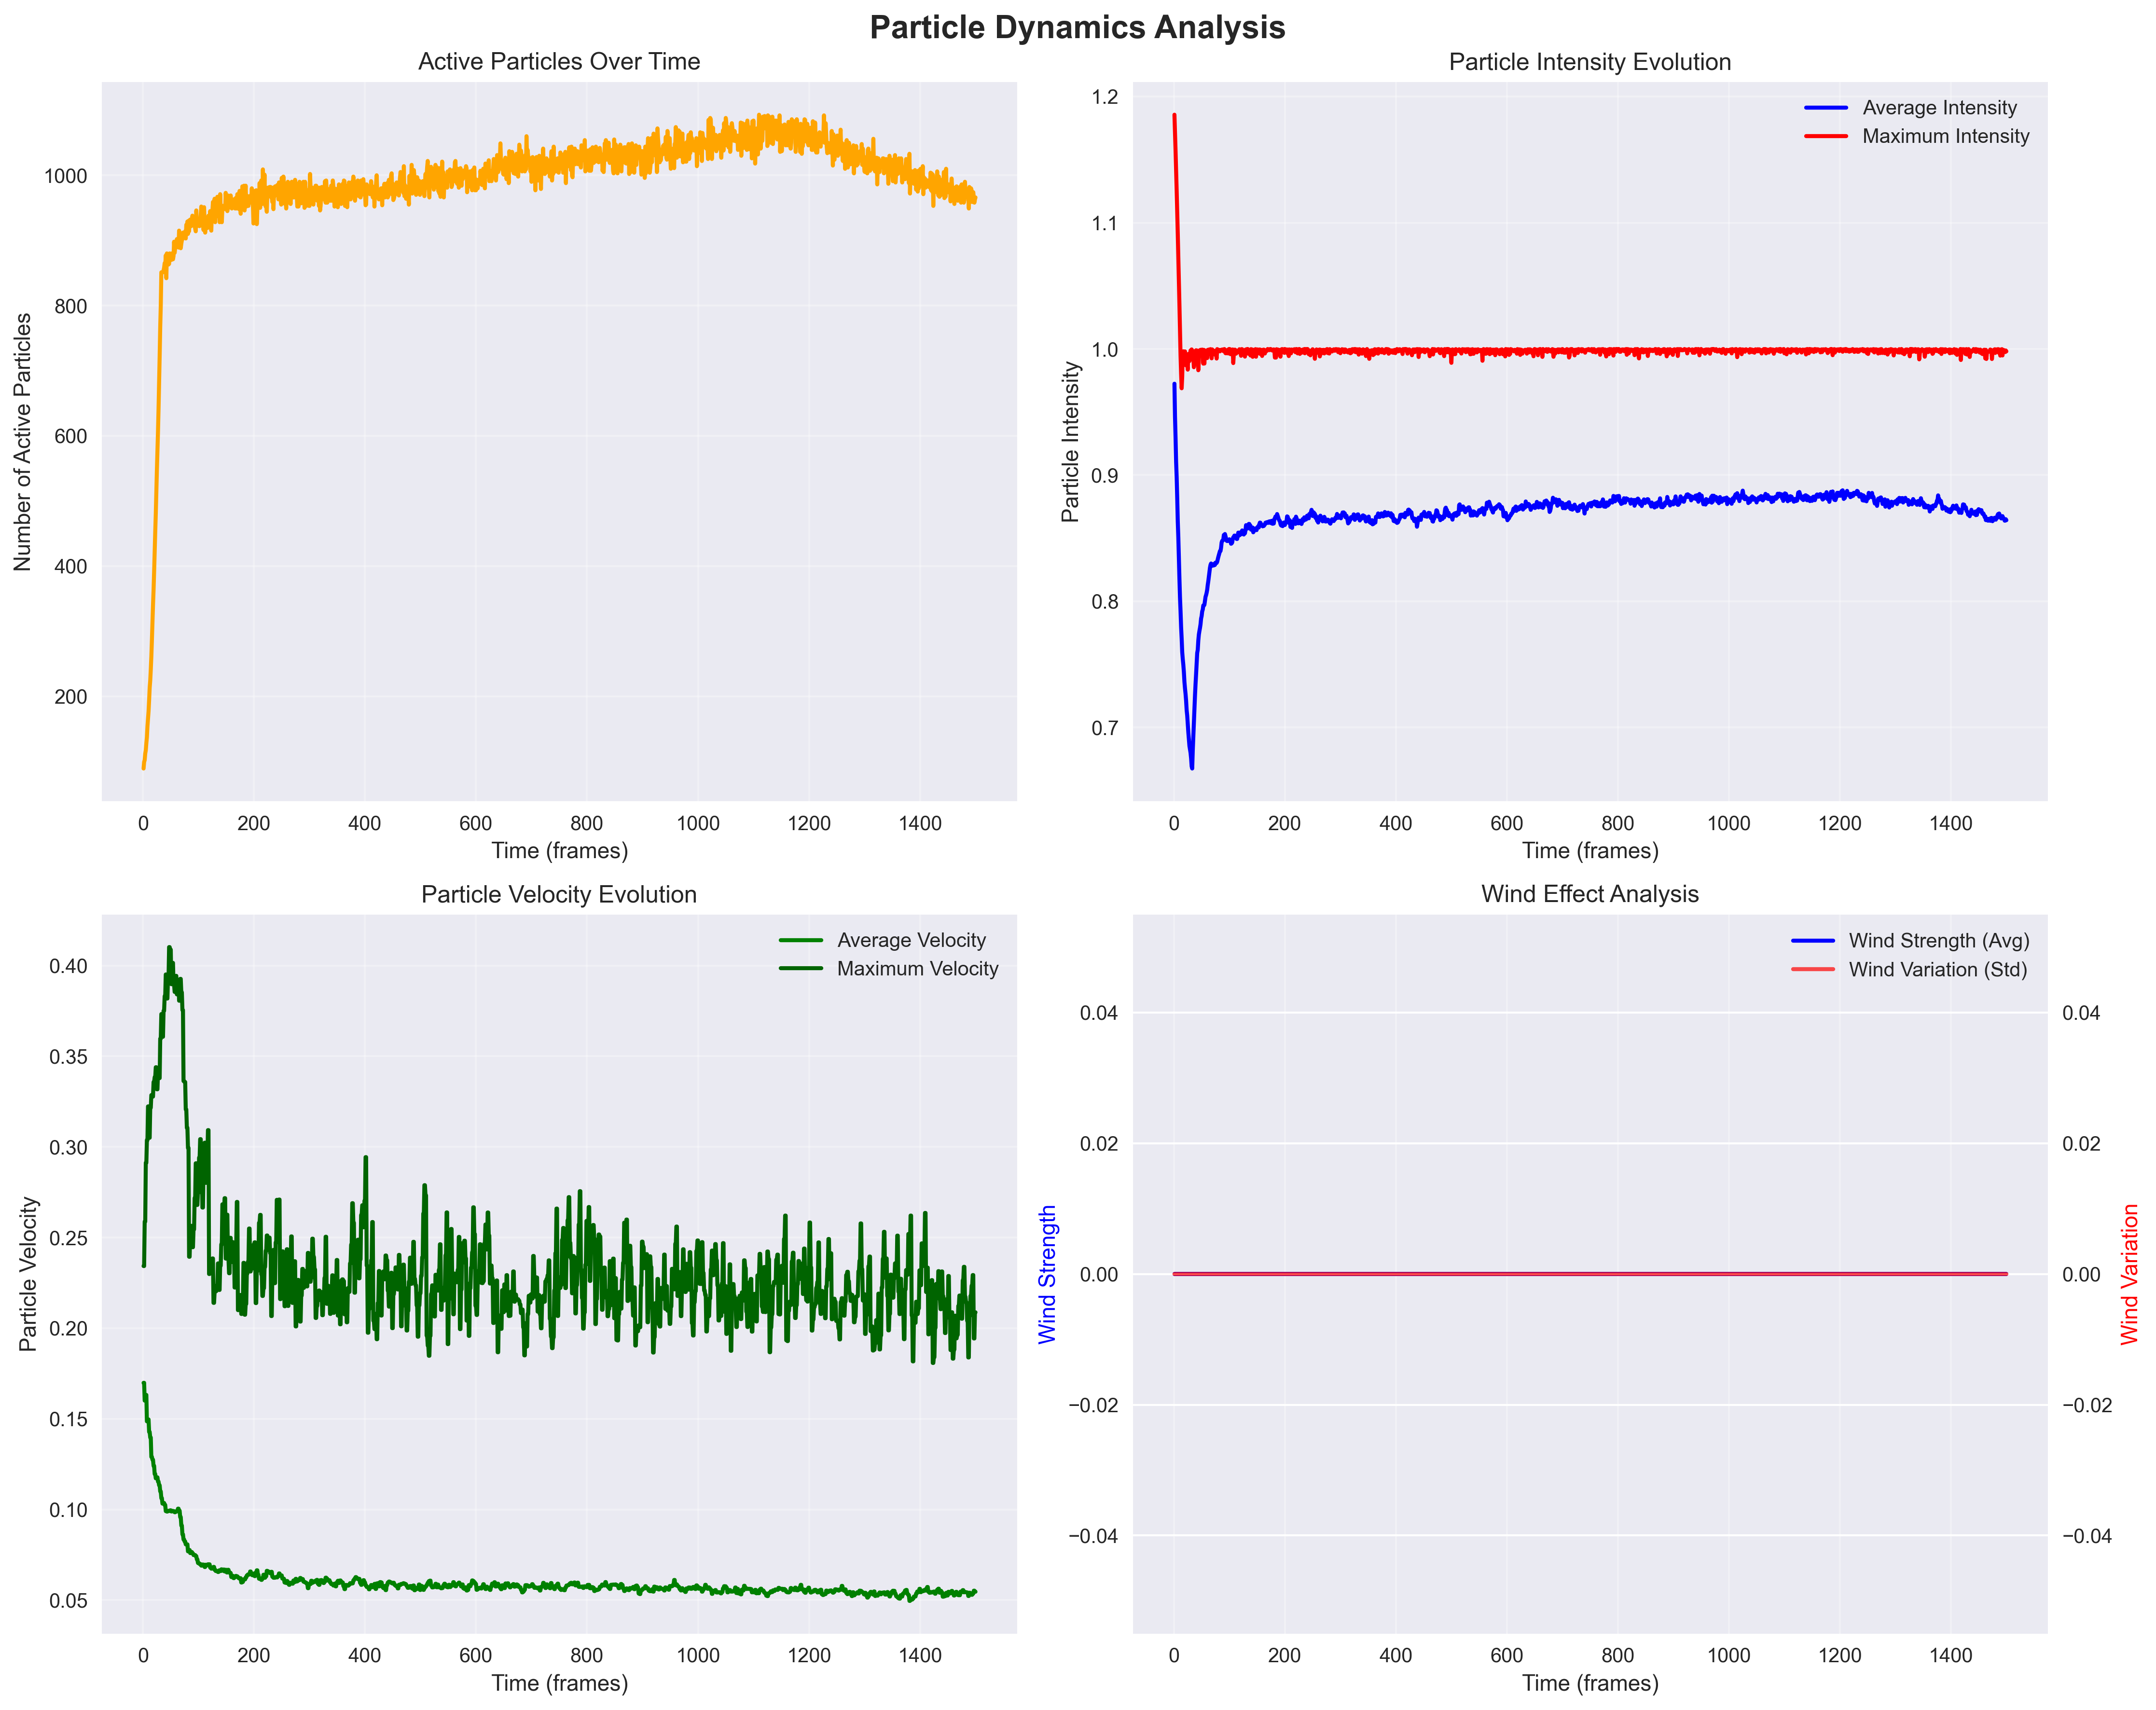 Particle Dynamics Analysis
Active Particles Over Time
Number of Active Particles
1000
800
600
400
200
0 200 400 600 800 1000 1200 1400
Time (frames)
Particle Intensity Evolution
Average Intensity
Maximum Intensity
Particle Intensity
1.2
1.1
1.0
0.9
0.8
0.7
0 200 400 600 800 1000 1200 1400
Time (frames)
Particle Velocity Evolution
Average Velocity
Maximum Velocity
Particle Velocity
0.40
0.35
0.30
0.25
0.20
0.15
0.10
0.05
0 200 400 600 800 1000 1200 1400
Time (frames)
Wind Effect Analysis
Wind Strength (Avg)
Wind Variation (Std)
Wind Strength
0.04
0.02
0.00
−0.02
−0.04
0.04
0.02
0.00
−0.02
−0.04
Wind Variation
0 200 400 600 800 1000 1200 1400
Time (frames)